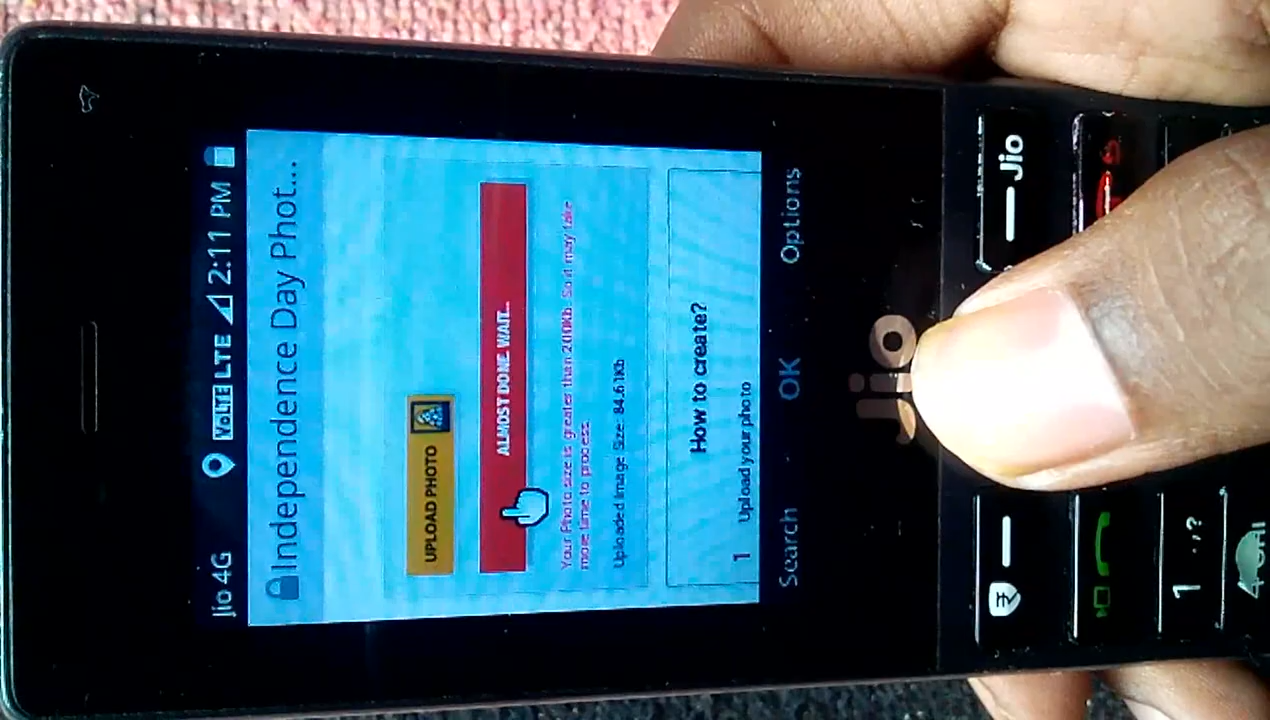 Jio 4G VoLTE LTE 2:11 PM
Independence Day Phot...
UPLOAD PHOTO
ALMOST DONE. WAIT..
Your Photo size is greater than 200Kb. So it may take
more time to process.
Uploaded Image Size: 84.61Kb
How to create?
1 Upload your photo
Search OK Options
Jio
Jio
₹
1 .,?